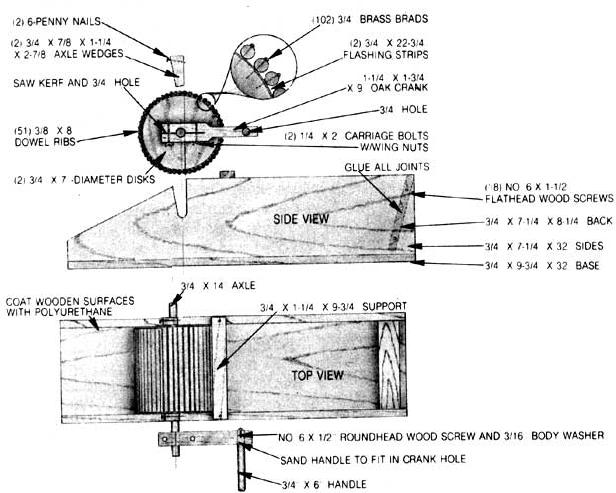 (2) 6-PENNY NAILS
(102) 3/4 BRASS BRADS
(2) 3/4 X 7/8 X 1-1/4
X 2-7/8 AXLE WEDGES
(2) 3/4 X 22-3/4
FLASHING STRIPS
SAW KERF AND 3/4 HOLE
1-1/4 X 1-3/4
X 9 OAK CRANK
3/4 HOLE
(51) 3/8 X 8
DOWEL RIBS
(2) 1/4 X 2 CARRIAGE BOLTS
W/WING NUTS
(2) 3/4 X 7 -DIAMETER DISKS
GLUE ALL JOINTS
(18) NO 6 X 1-1/2
FLATHEAD WOOD SCREWS
SIDE VIEW
3/4 X 7-1/4 X 8-1/4 BACK
3/4 X 7-1/4 X 32 SIDES
3/4 X 9-3/4 X 32 BASE
3/4 X 14 AXLE
COAT WOODEN SURFACES
WITH POLYURETHANE
3/4 X 1-1/4 X 9-3/4 SUPPORT
TOP VIEW
NO 6 X 1/2 ROUNDHEAD WOOD SCREW AND 3/16 BODY WASHER
SAND HANDLE TO FIT IN CRANK HOLE
3/4 X 6 HANDLE